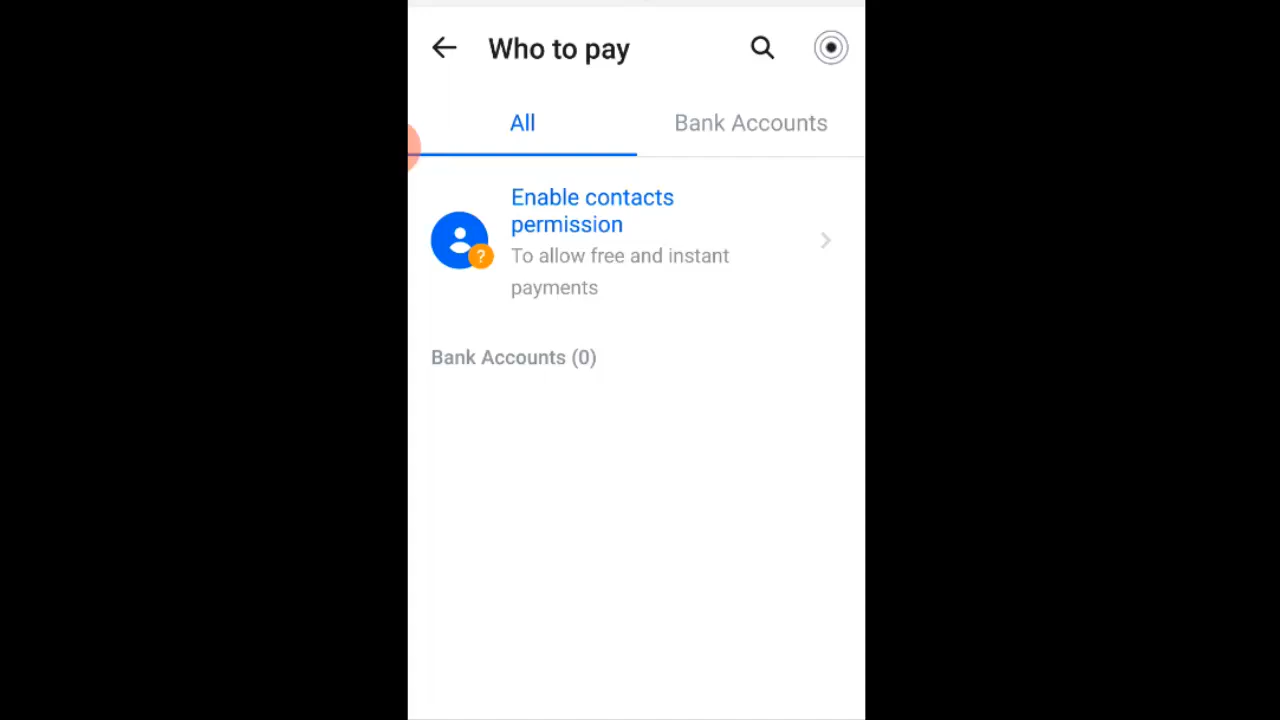 Who to pay
All
Bank Accounts
Enable contacts
permission
?
To allow free and instant
payments
Bank Accounts (0)